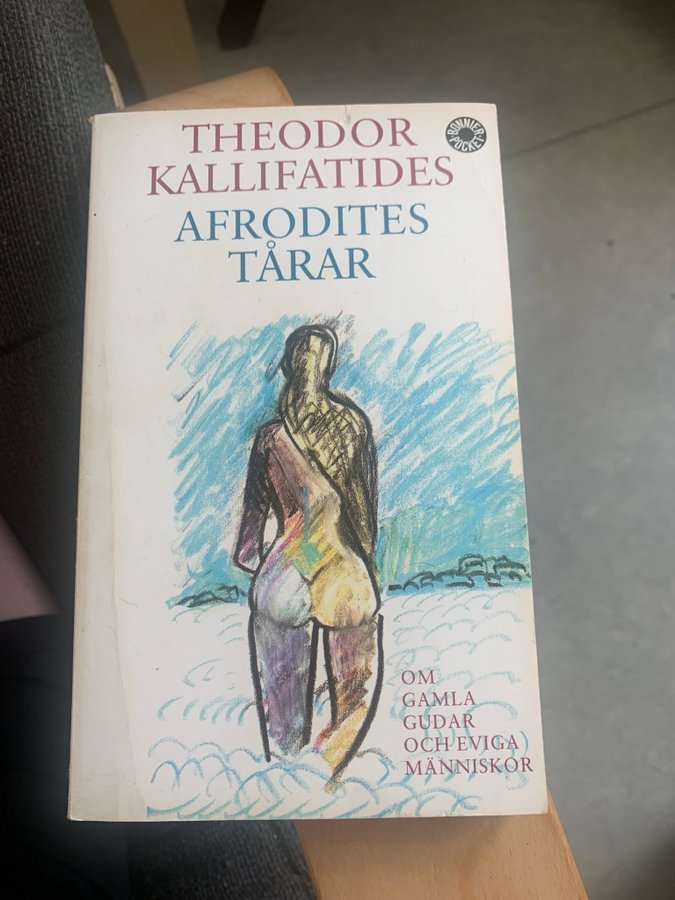 THEODOR
KALLIFATIDES
AFRODITES
TÅRAR
BONNIER
POCKET
OM
GAMLA
GUDAR
OCH EVIGA
MÄNNISKOR